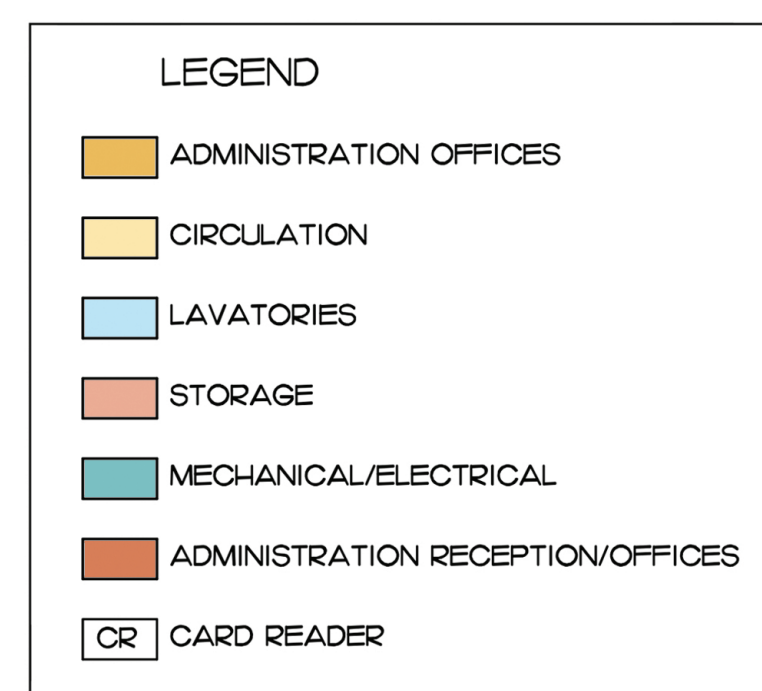 LEGEND
ADMINISTRATION OFFICES
CIRCULATION
LAVATORIES
STORAGE
MECHANICAL/ELECTRICAL
ADMINISTRATION RECEPTION/OFFICES
CR CARD READER